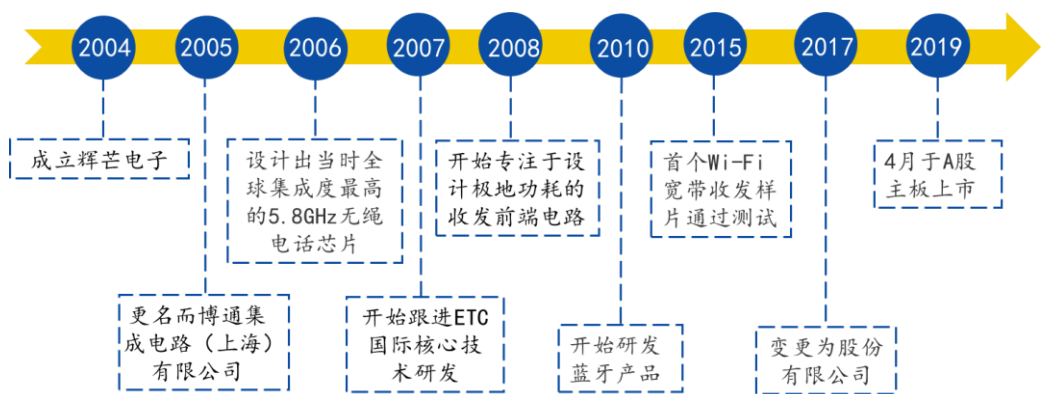 2004
2005
2006
2007
2008
2010
2015
2017
2019
成立辉芒电子
更名而博通集
成电路（上海）
有限公司
设计出当时全
球集成度最高
的5.8GHz无绳
电话芯片
开始跟进ETC
国际核心技
术研发
开始专注于设
计极地功耗的
收发前端电路
开始研发
蓝牙产品
首个Wi-Fi
宽带收发样
片通过测试
变更为股份
有限公司
4月于A股
主板上市